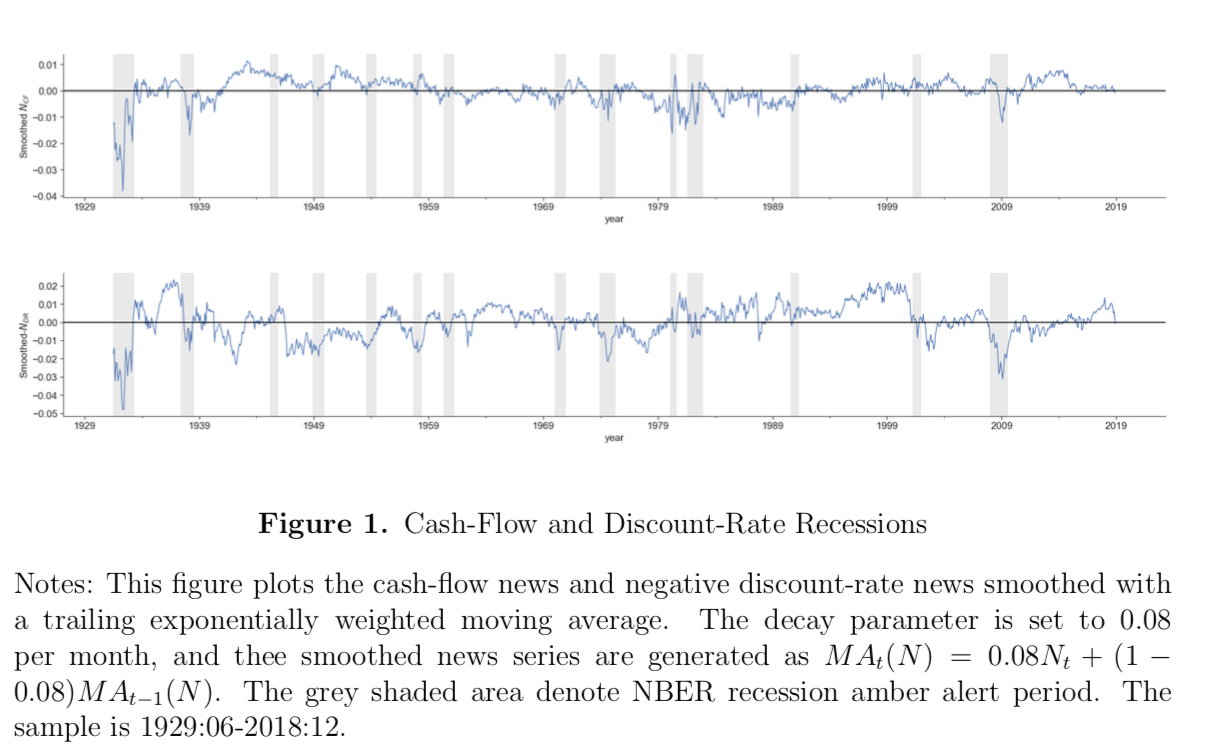 0.01
0.00
−0.01
−0.02
−0.03
−0.04
Smoothed N_CF
1929 1939 1949 1959 1969 1979 1989 1999 2009 2019
year
0.02
0.01
0.00
−0.01
−0.02
−0.03
−0.04
−0.05
Smoothed-N_DR
1929 1939 1949 1959 1969 1979 1989 1999 2009 2019
year
Figure 1. Cash-Flow and Discount-Rate Recessions
Notes: This figure plots the cash-flow news and negative discount-rate news smoothed with
a trailing exponentially weighted moving average. The decay parameter is set to 0.08
per month, and thee smoothed news series are generated as MA_t(N) = 0.08N_t + (1 −
0.08)MA_{t−1}(N). The grey shaded area denote NBER recession amber alert period. The
sample is 1929:06-2018:12.